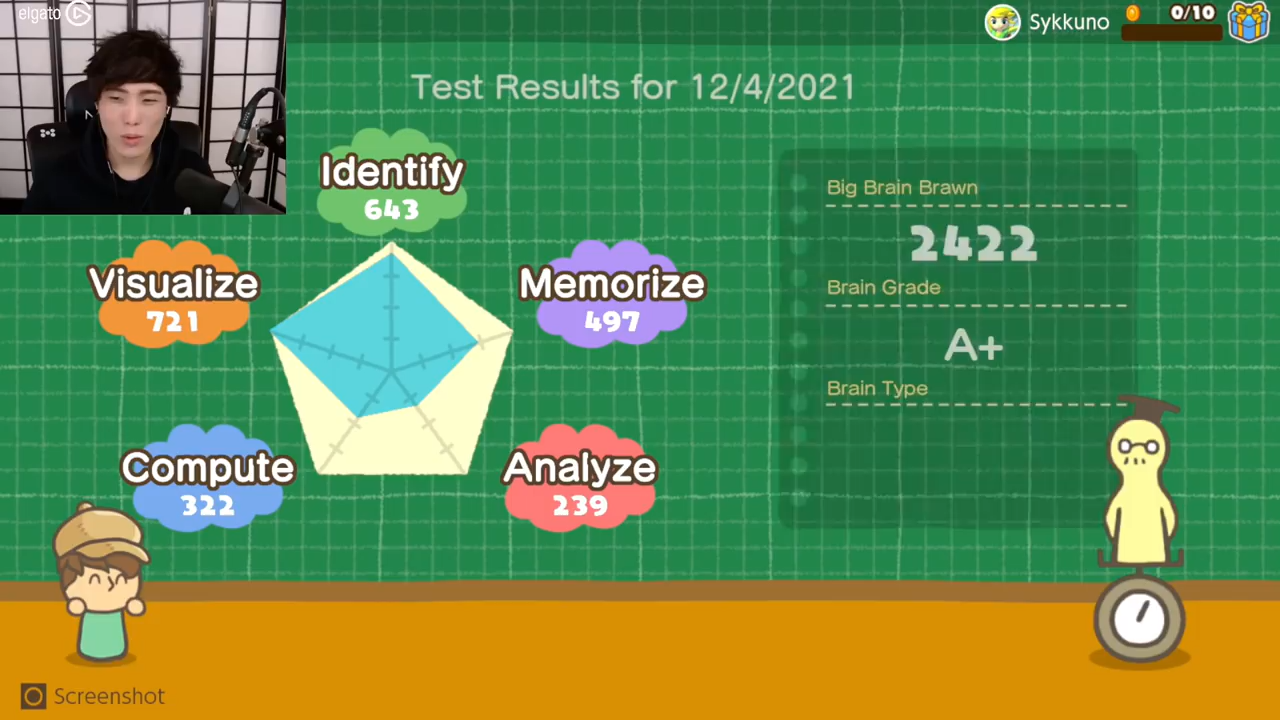 elgato
Sykkuno
0/10
Test Results for 12/4/2021
Identify
643
Visualize
721
Memorize
497
Compute
322
Analyze
239
Big Brain Brawn
2422
Brain Grade
A+
Brain Type
Screenshot